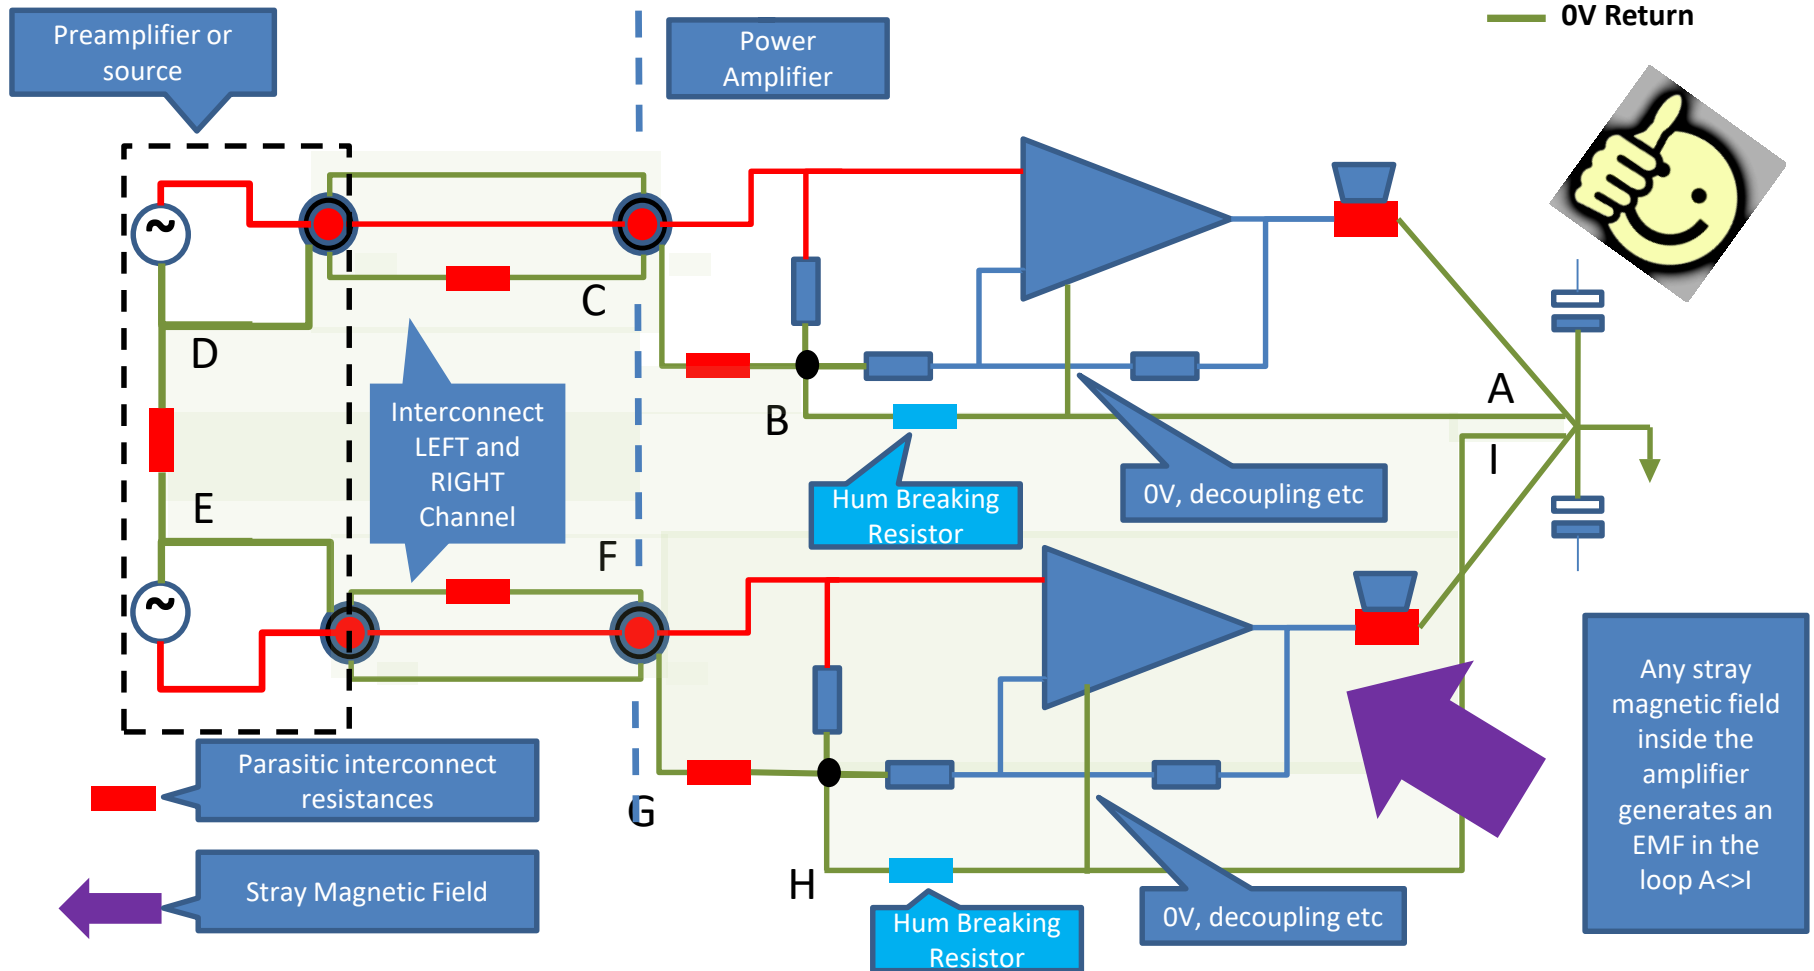 Preamplifier or
source
Power
Amplifier
0V Return
~
C
D
Interconnect
LEFT and
RIGHT
Channel
A
B
I
Hum Breaking
Resistor
0V, decoupling etc
E
F
~
Any stray
magnetic field
inside the
amplifier
generates an
EMF in the
loop A<>I
Parasitic interconnect
resistances
G
Stray Magnetic Field
H
Hum Breaking
Resistor
0V, decoupling etc